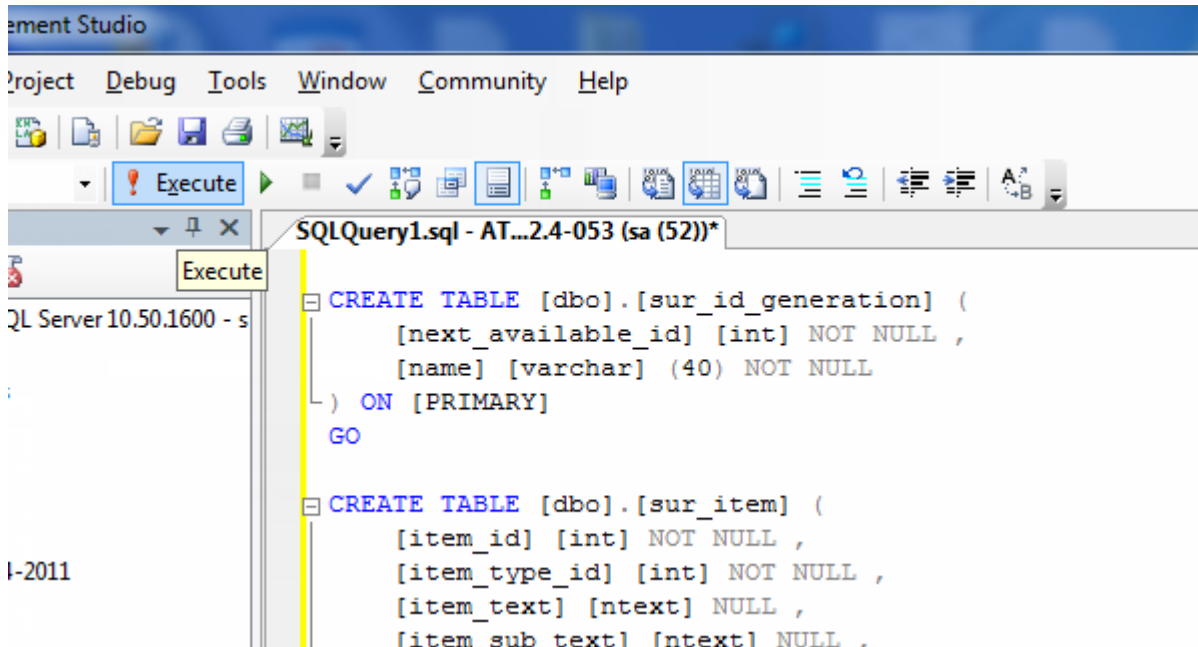 ement Studio
Project Debug Tools Window Community Help
Execute
SQLQuery1.sql - AT...2.4-053 (sa (52))*
Execute
QL Server 10.50.1600 - s
4-2011
CREATE TABLE [dbo].[sur_id_generation] (
[next_available_id] [int] NOT NULL ,
[name] [varchar] (40) NOT NULL
) ON [PRIMARY]
GO
CREATE TABLE [dbo].[sur_item] (
[item_id] [int] NOT NULL ,
[item_type_id] [int] NOT NULL ,
[item_text] [ntext] NULL ,
[item_sub_text] [ntext] NULL ,